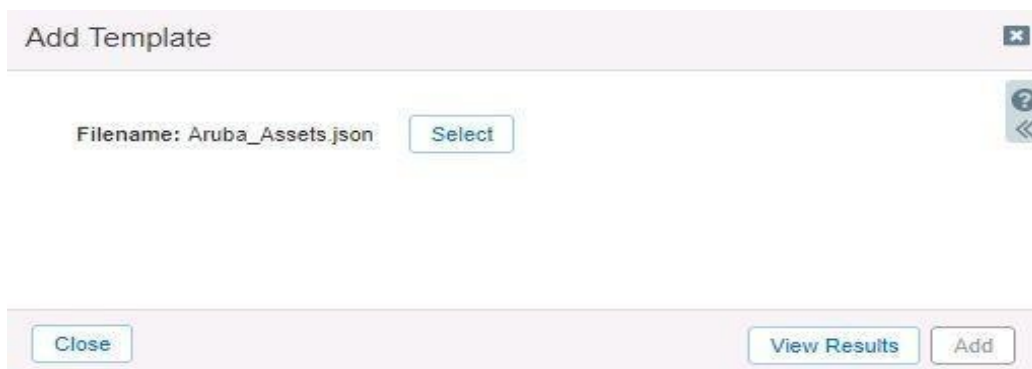 Add Template
Filename: Aruba_Assets.json Select
Close View Results Add